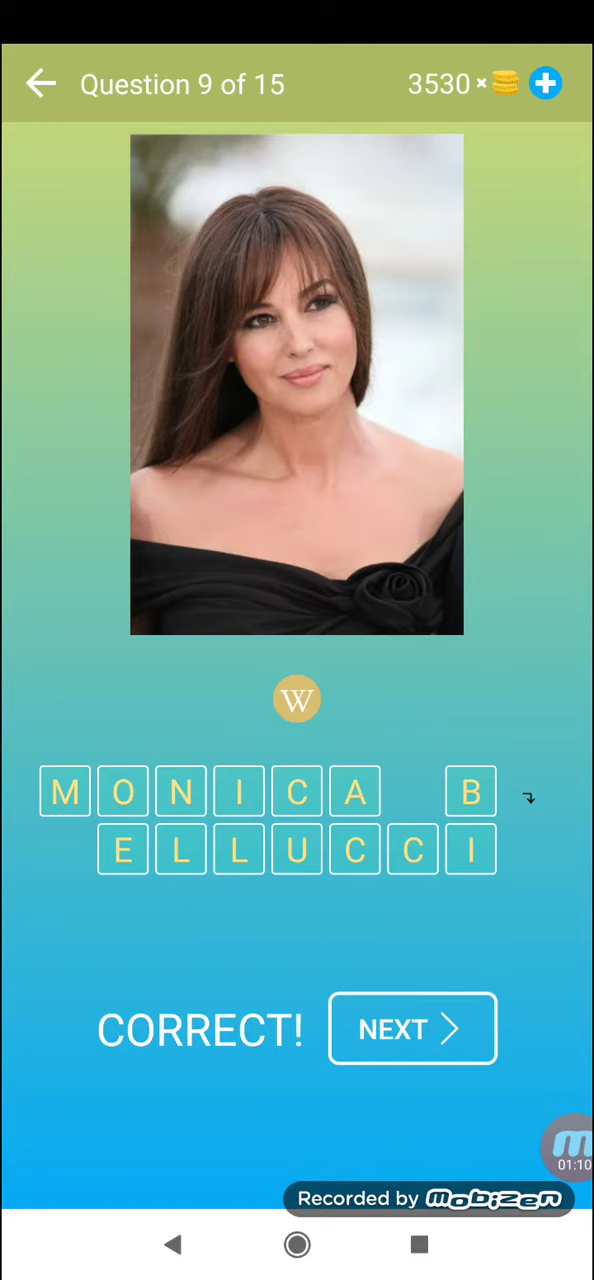 Question 9 of 15
3530 ×
W
MONICA B
ELLUCCI
CORRECT!
NEXT
m
01:10
Recorded by mobizen